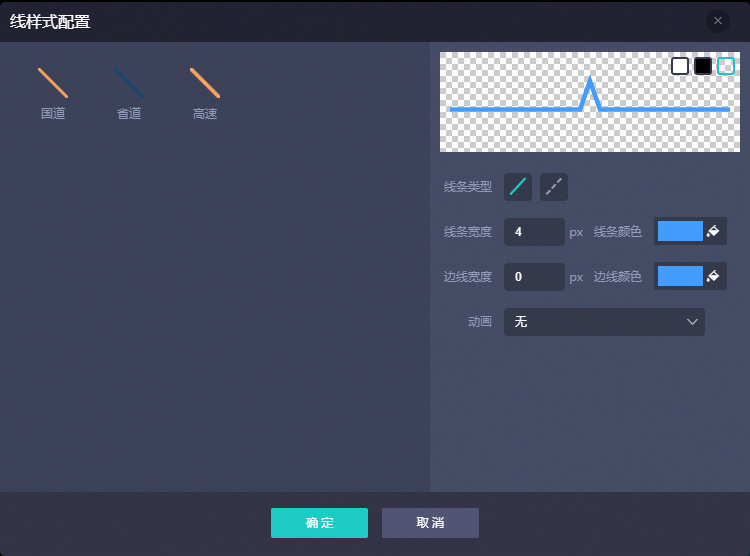 线样式配置
国道 省道 高速
线条类型
线条宽度 4 px 线条颜色
边线宽度 0 px 边线颜色
动画 无
确定 取消